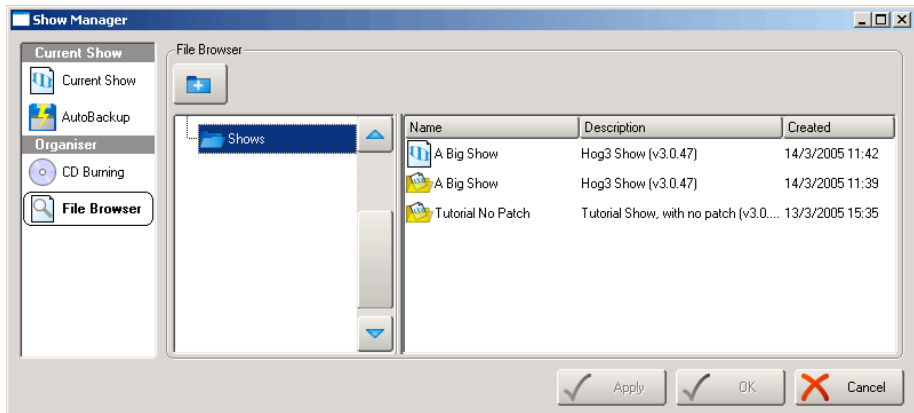 Show Manager
Current Show
Current Show
AutoBackup
Organiser
CD Burning
File Browser
File Browser
Shows
Name Description Created
A Big Show Hog3 Show (v3.0.47) 14/3/2005 11:42
A Big Show Hog3 Show (v3.0.47) 14/3/2005 11:39
Tutorial No Patch Tutorial Show, with no patch (v3.0.... 13/3/2005 15:35
Apply OK Cancel